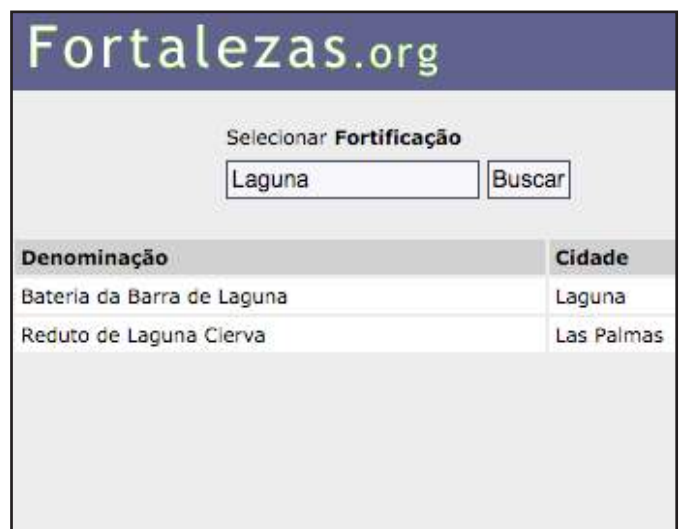 Fortalezas.org
Selecionar Fortificação
Laguna Buscar
Denominação Cidade
Bateria da Barra de Laguna Laguna
Reduto de Laguna Cierva Las Palmas